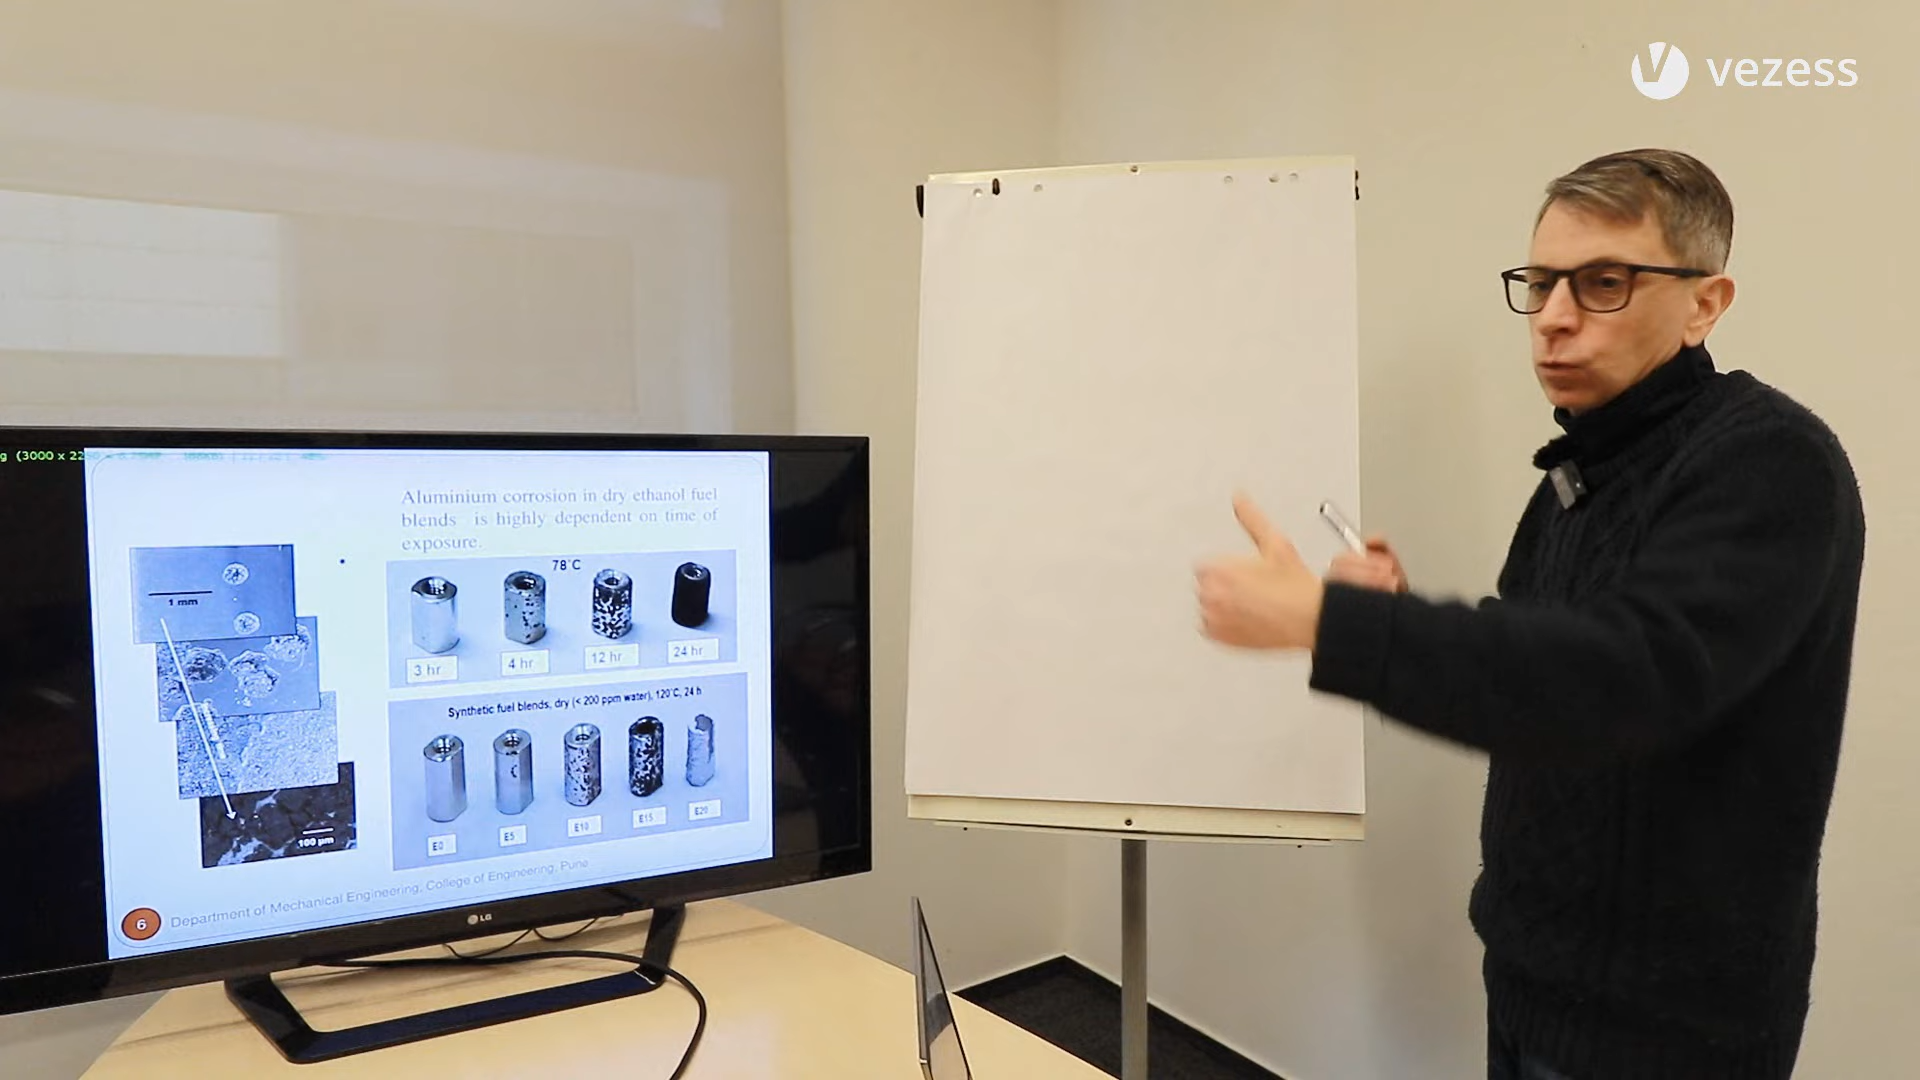 vezess
g (3000 x 22
Aluminium corrosion in dry ethanol fuel
blends is highly dependent on time of
exposure.
1 mm
100 µm
78°C
3 hr
4 hr
12 hr
24 hr
Synthetic fuel blends, dry (< 200 ppm water), 120°C, 24 h
E0
E5
E10
E15
E20
6
Department of Mechanical Engineering, College of Engineering, Pune
LG